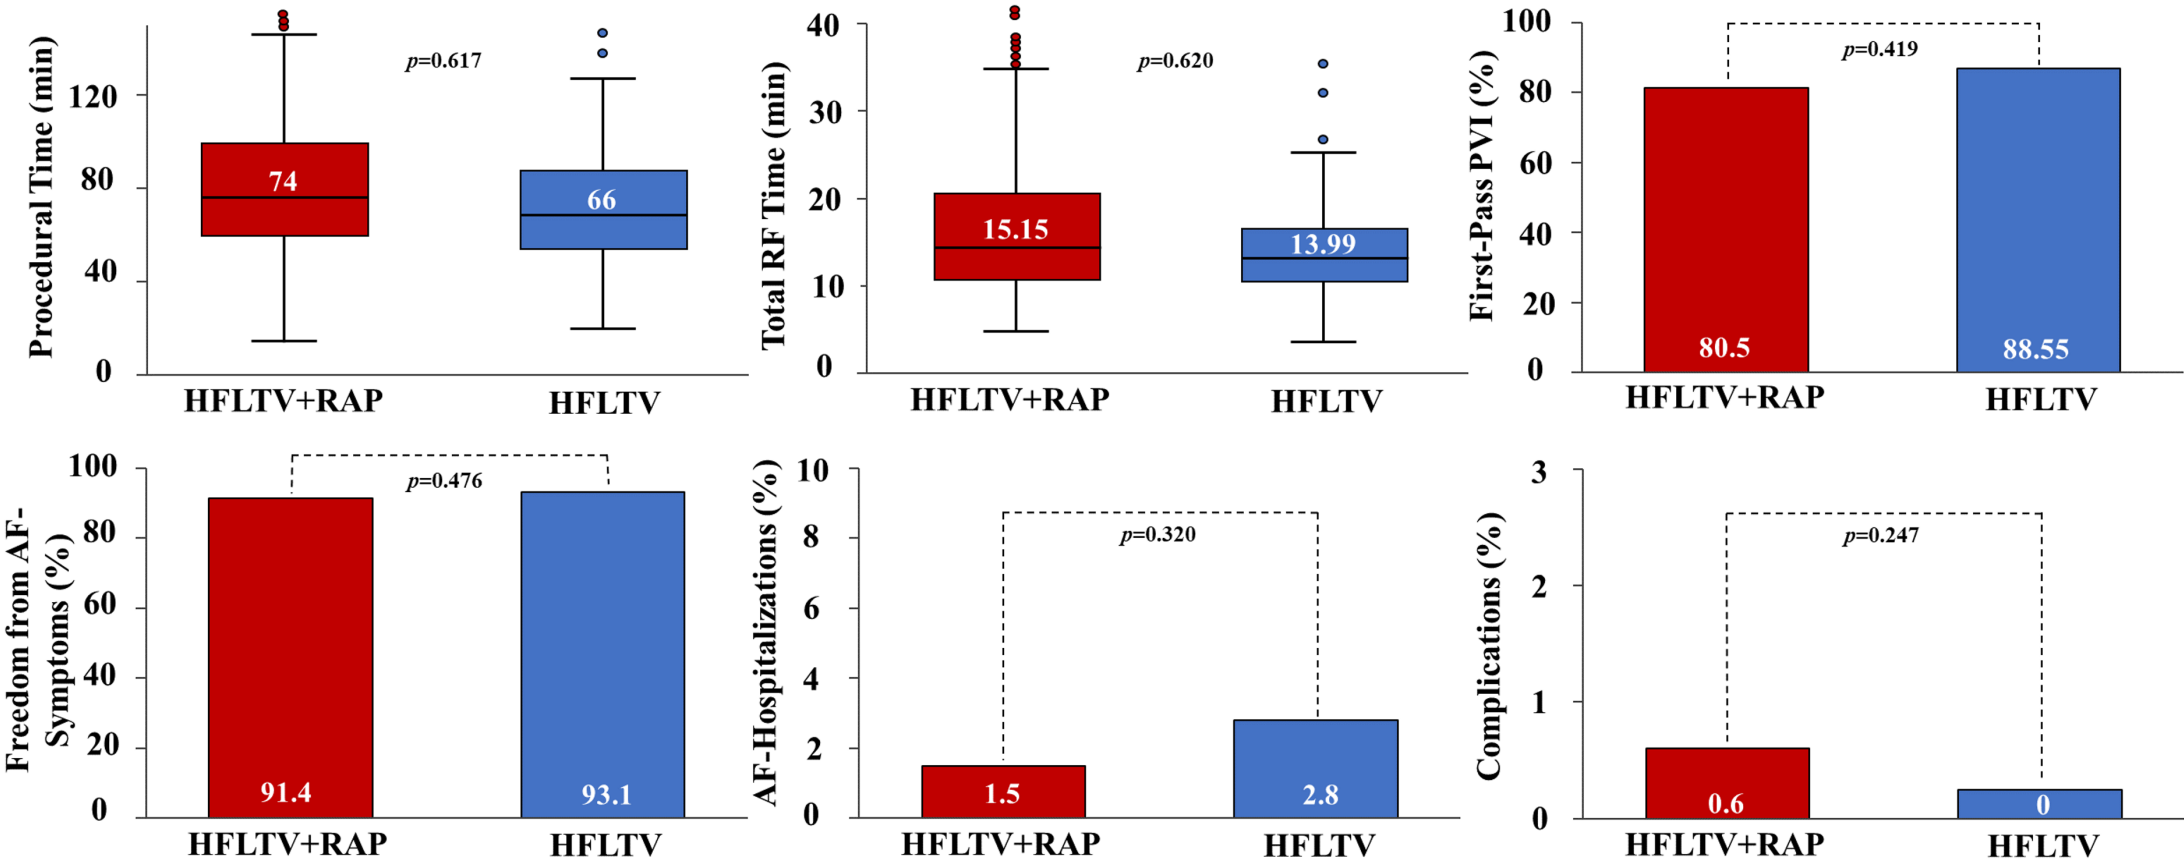 Procedural Time (min)
120
80
40
0
p=0.617
74
66
HFLTV+RAP
HFLTV
Total RF Time (min)
40
30
20
10
0
p=0.620
15.15
13.99
HFLTV+RAP
HFLTV
First-Pass PVI (%)
100
80
60
40
20
0
p=0.419
80.5
88.55
HFLTV+RAP
HFLTV
Freedom from AF-
Symptoms (%)
100
80
60
40
20
0
p=0.476
91.4
93.1
HFLTV+RAP
HFLTV
AF-Hospitalizations (%)
10
8
6
4
2
0
p=0.320
1.5
2.8
HFLTV+RAP
HFLTV
Complications (%)
3
2
1
0
p=0.247
0.6
0
HFLTV+RAP
HFLTV